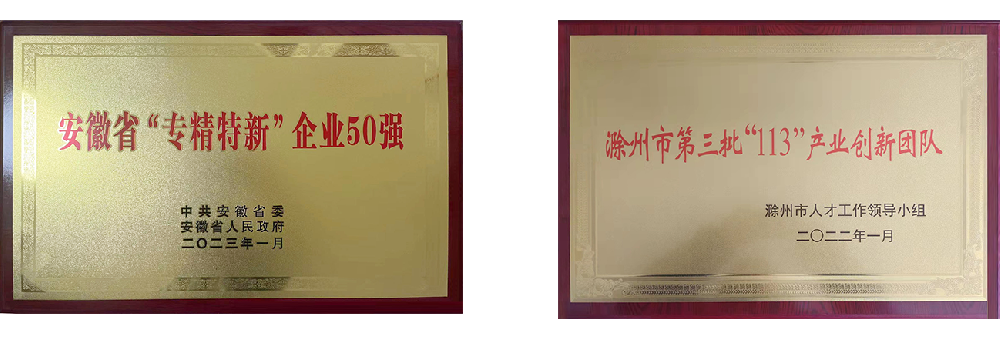 安徽省“专精特新”企业50强
中共安徽省委
安徽省人民政府
二〇二三年一月
滁州市第三批“113”产业创新团队
滁州市人才工作领导小组
二〇二二年一月